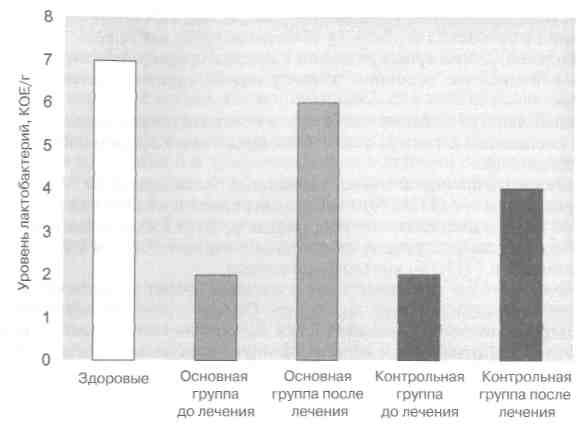 8
7
6
5
4
3
2
1
0
Уровень лактобактерий, КОЕ/г
Здоровые
Основная
группа
до лечения
Основная
группа после
лечения
Контрольная
группа
до лечения
Контрольная
группа после
лечения